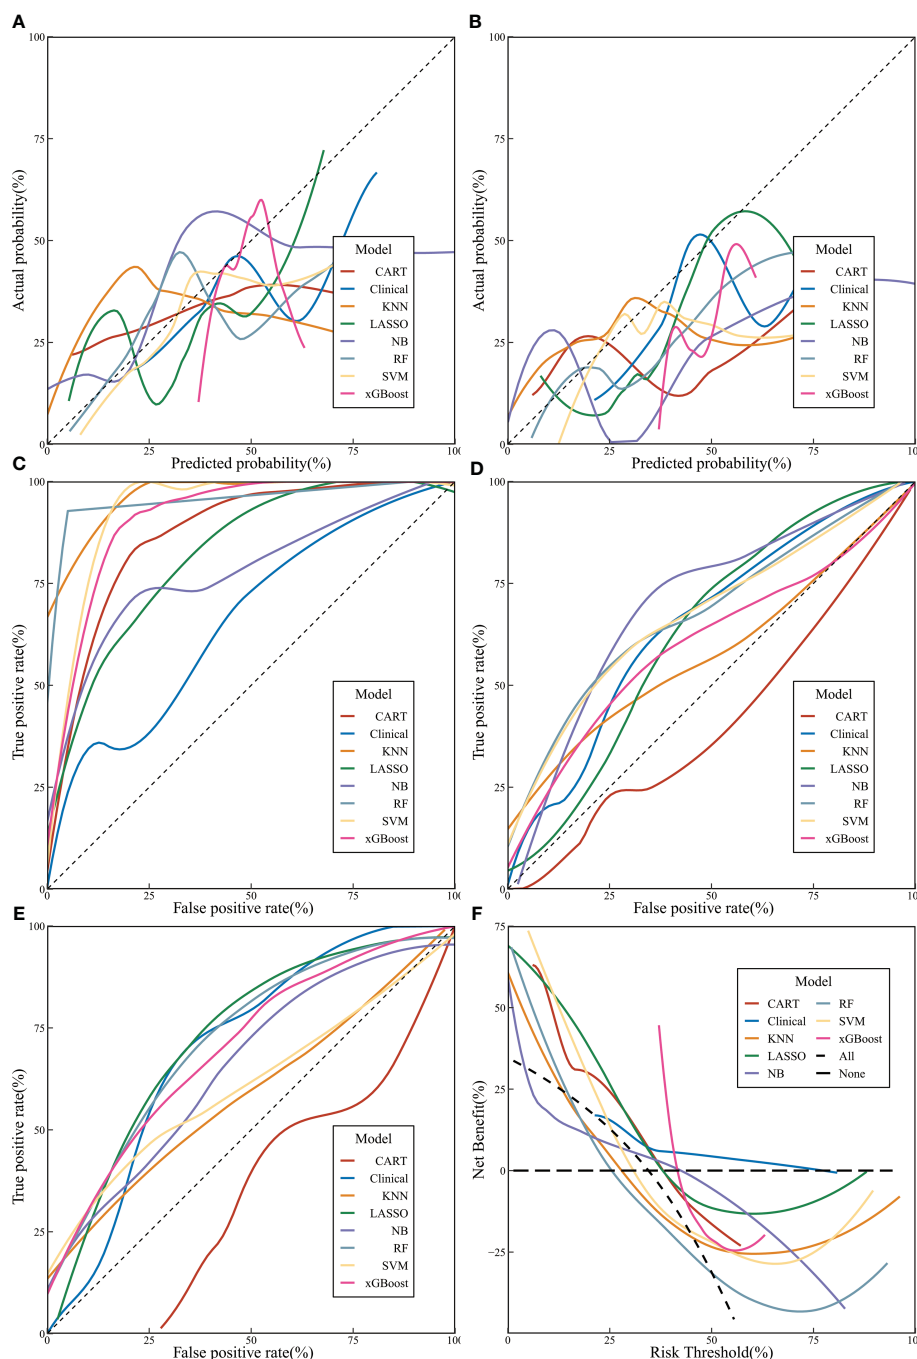 A
Actual probability(%)
100
75
50
25
0
0
25
50
75
100
Predicted probability(%)
Model
CART
Clinical
KNN
LASSO
NB
RF
SVM
xGBoost
B
Actual probability(%)
100
75
50
25
0
0
25
50
75
100
Predicted probability(%)
Model
CART
Clinical
KNN
LASSO
NB
RF
SVM
xGBoost
C
True positive rate(%)
100
75
50
25
0
0
25
50
75
100
False positive rate(%)
Model
CART
Clinical
KNN
LASSO
NB
RF
SVM
xGBoost
D
True positive rate(%)
100
75
50
25
0
0
25
50
75
100
False positive rate(%)
Model
CART
Clinical
KNN
LASSO
NB
RF
SVM
xGBoost
E
True positive rate(%)
100
75
50
25
0
0
25
50
75
100
False positive rate(%)
Model
CART
Clinical
KNN
LASSO
NB
RF
SVM
xGBoost
F
Net Benefit(%)
75
50
25
0
−25
0
25
50
75
100
Risk Threshold(%)
Model
CART RF
Clinical SVM
KNN xGBoost
LASSO All
NB None